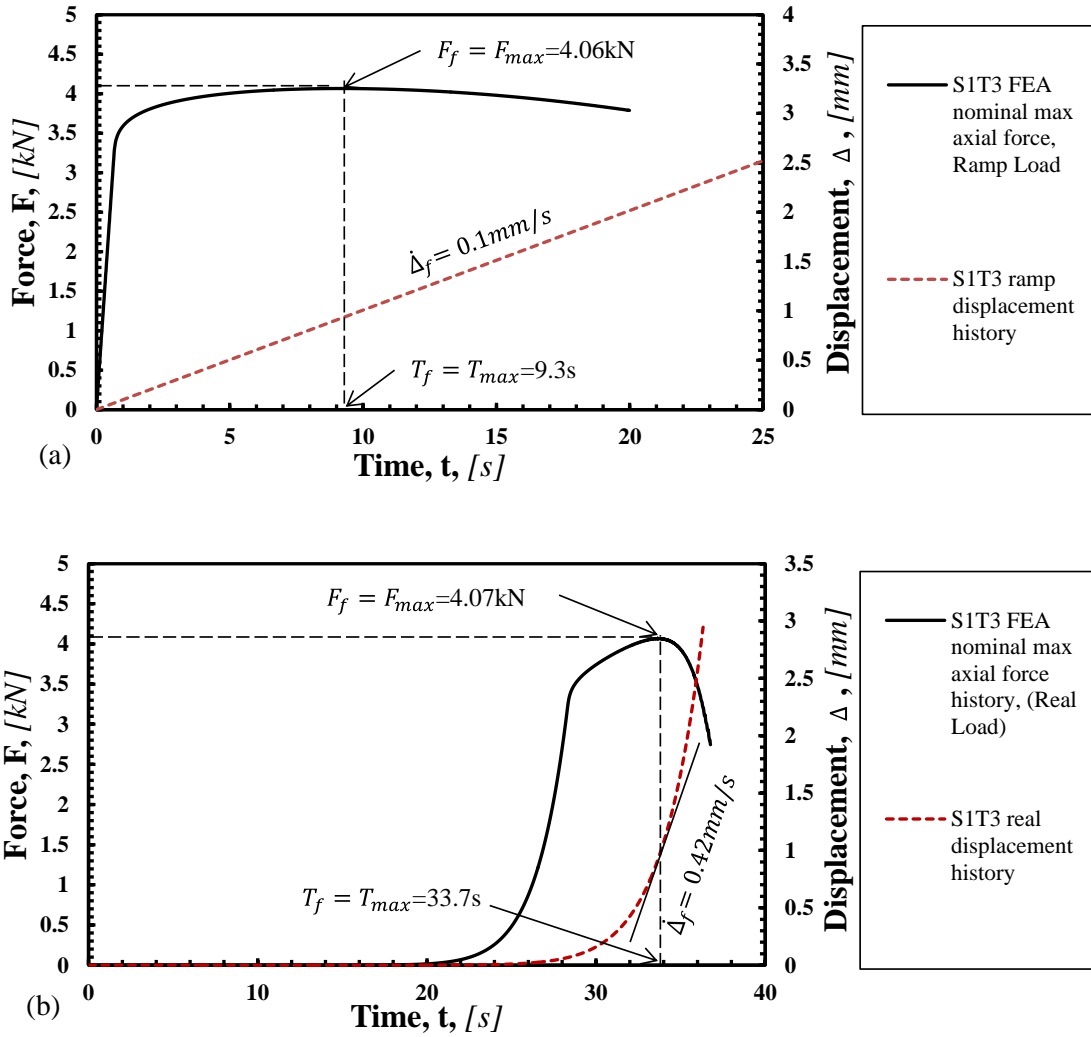 5
4.5
4
3.5
3
2.5
2
1.5
1
0.5
0
Force, F, [kN]
F_f = F_max=4.06kN
Δ̇_f = 0.1mm/s
T_f = T_max=9.3s
0 5 10 15 20 25
Time, t, [s]
(a)
4
3.5
3
2.5
2
1.5
1
0.5
0
Displacement, Δ , [mm]
S1T3 FEA
nominal max
axial force,
Ramp Load
S1T3 ramp
displacement
history
5
4.5
4
3.5
3
2.5
2
1.5
1
0.5
0
Force, F, [kN]
F_f = F_max=4.07kN
T_f = T_max=33.7s
Δ̇_f = 0.42mm/s
0 10 20 30 40
Time, t, [s]
(b)
3.5
3
2.5
2
1.5
1
0.5
0
Displacement, Δ , [mm]
S1T3 FEA
nominal max
axial force
history, (Real
Load)
S1T3 real
displacement
history